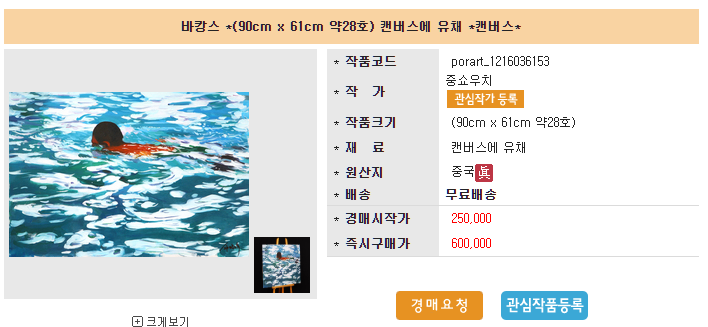 바캉스 *(90cm x 61cm 약28호) 캔버스에 유채 *캔버스*
* 작품코드 porart_1216036153
* 작 가 중쇼우치
관심작가 등록
* 작품크기 (90cm x 61cm 약28호)
* 재 료 캔버스에 유채
* 원산지 중국 眞
* 배송 무료배송
* 경매시작가 250,000
* 즉시구매가 600,000
경매요청 관심작품등록
크게보기